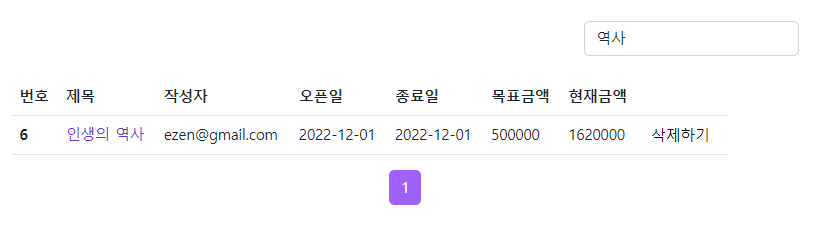 역사
번호 제목 작성자 오픈일 종료일 목표금액 현재금액
6 인생의 역사 ezen@gmail.com 2022-12-01 2022-12-01 500000 1620000 삭제하기
1